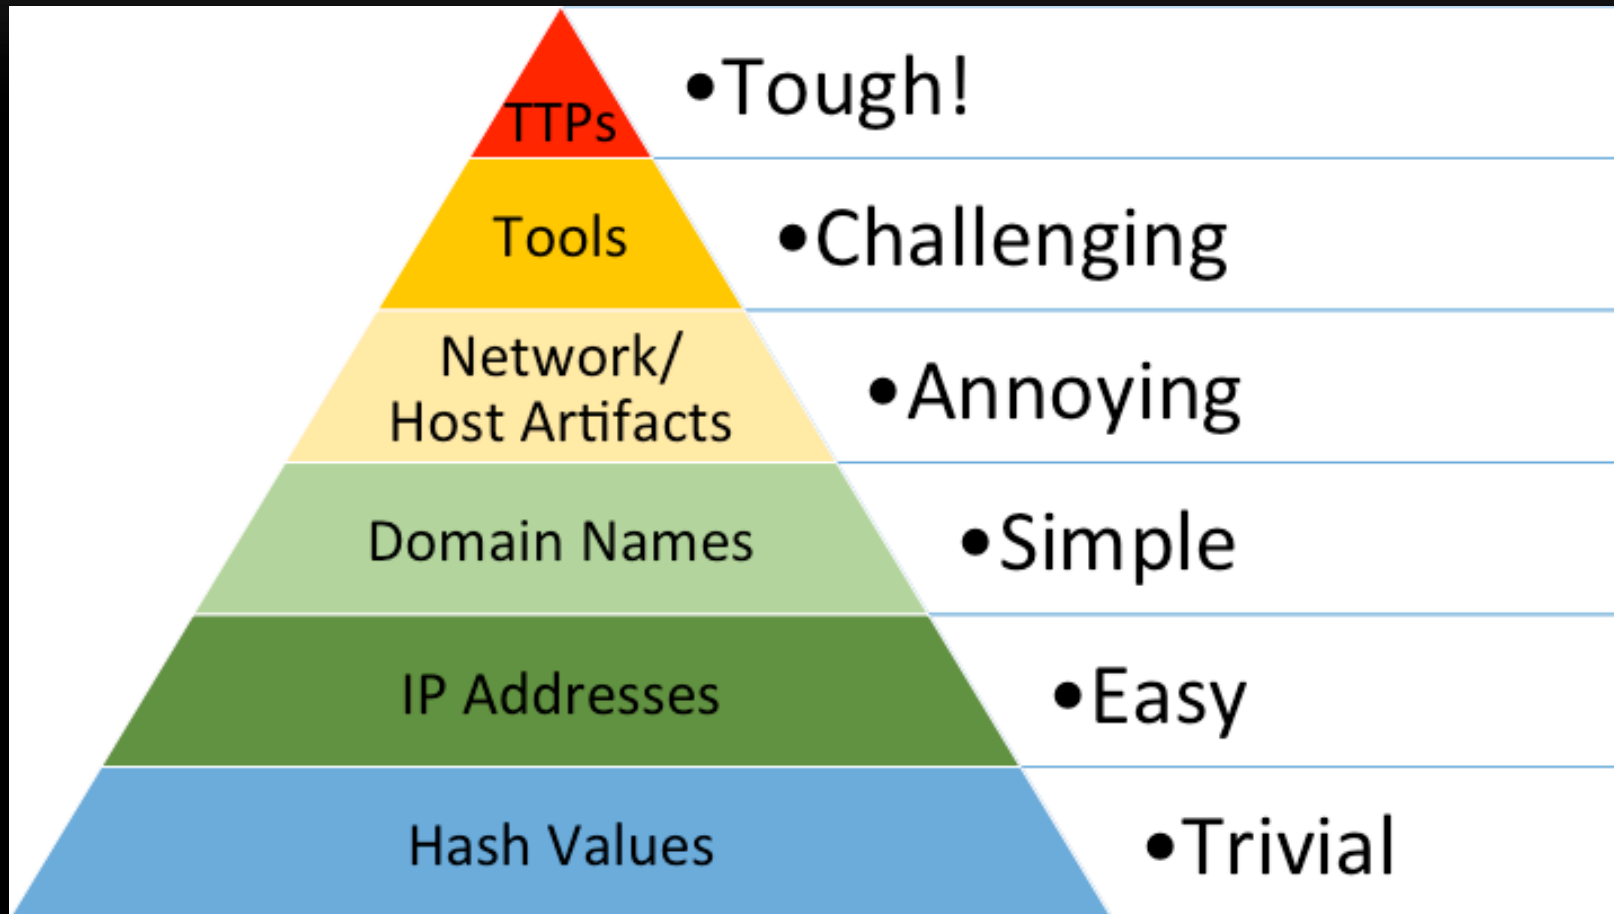 TTPs
•Tough!
Tools
•Challenging
Network/
Host Artifacts
•Annoying
Domain Names
•Simple
IP Addresses
•Easy
Hash Values
•Trivial